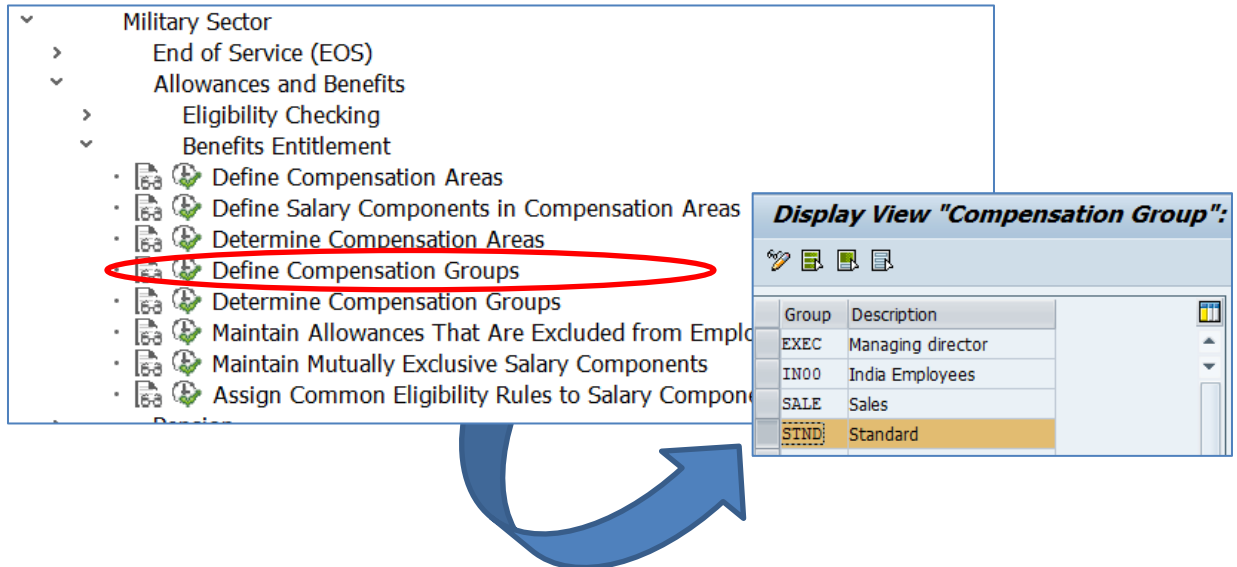 Military Sector
End of Service (EOS)
Allowances and Benefits
Eligibility Checking
Benefits Entitlement
Define Compensation Areas
Define Salary Components in Compensation Areas
Determine Compensation Areas
Define Compensation Groups
Determine Compensation Groups
Maintain Allowances That Are Excluded from Emplo
Maintain Mutually Exclusive Salary Components
Assign Common Eligibility Rules to Salary Compone
Display View "Compensation Group":
Group Description
EXEC Managing director
IN00 India Employees
SALE Sales
STND Standard